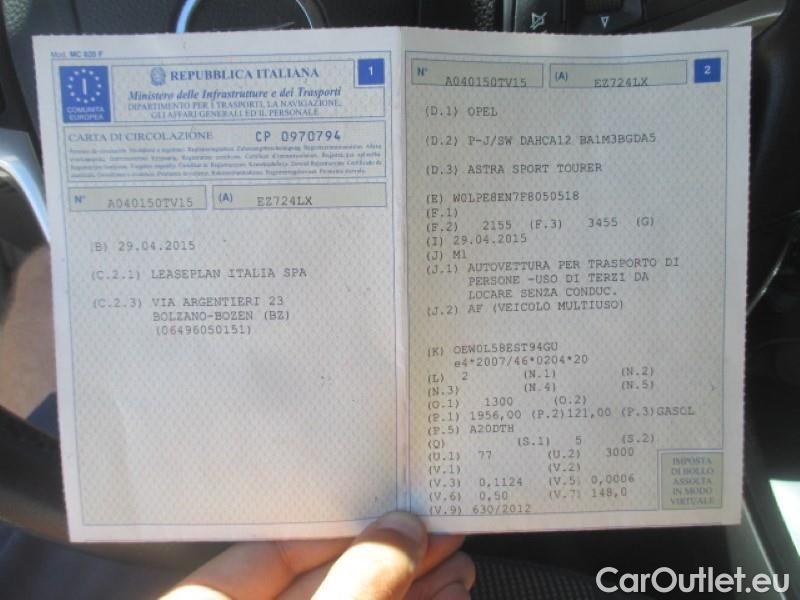 Mod. MC 820 F
REPUBBLICA ITALIANA
1
Ministero delle Infrastrutture e dei Trasporti
DIPARTIMENTO PER I TRASPORTI, LA NAVIGAZIONE,
GLI AFFARI GENERALI ED IL PERSONALE
COMUNITÀ
EUROPEA
CARTA DI CIRCOLAZIONE CP 0970794
N° A040150TV15 (A) EZ724LX
(B) 29.04.2015
(C.2.1) LEASEPLAN ITALIA SPA
(C.2.3) VIA ARGENTIERI 23
BOLZANO-BOZEN (BZ)
(06496050151)
N° A040150TV15 (A) EZ724LX 2
(D.1) OPEL
(D.2) P-J/SW DAHCA12 BA1M3BGDA5
(D.3) ASTRA SPORT TOURER
(E) W0LPE8EN7F8050518
(F.1)
(F.2) 2155 (F.3) 3455 (G)
(I) 29.04.2015
(J) M1
(J.1) AUTOVETTURA PER TRASPORTO DI
PERSONE -USO DI TERZI DA
LOCARE SENZA CONDUC.
(J.2) AF (VEICOLO MULTIUSO)
(K) OEW0L58EST94GU
e4*2007/46*0204*20
(L) 2 (N.1) (N.2)
(N.3) (N.4) (N.5)
(O.1) 1300 (O.2)
(P.1) 1956,00 (P.2)121,00 (P.3)GASOL
(P.5) A20DTH
(Q) (S.1) 5 (S.2)
(U.1) 77 (U.2) 3000
(V.1) (V.2)
(V.3) 0,1124 (V.5) 0,0006
(V.6) 0,50 (V.7) 148,0
(V.9) 630/2012
IMPOSTA
DI BOLLO
ASSOLTA
IN MODO
VIRTUALE
CarOutlet.eu